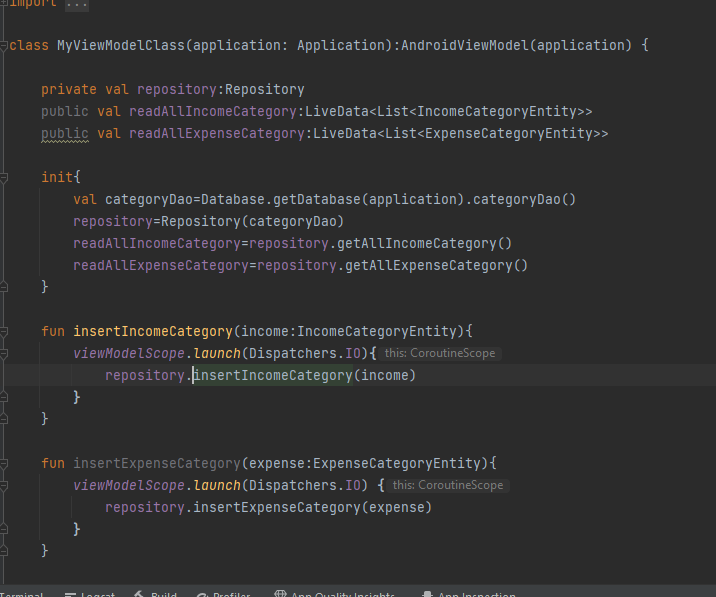 import ...
class MyViewModelClass(application: Application):AndroidViewModel(application) {
private val repository:Repository
public val readAllIncomeCategory:LiveData<List<IncomeCategoryEntity>>
public val readAllExpenseCategory:LiveData<List<ExpenseCategoryEntity>>
init{
val categoryDao=Database.getDatabase(application).categoryDao()
repository=Repository(categoryDao)
readAllIncomeCategory=repository.getAllIncomeCategory()
readAllExpenseCategory=repository.getAllExpenseCategory()
}
fun insertIncomeCategory(income:IncomeCategoryEntity){
viewModelScope.launch(Dispatchers.IO){ this: CoroutineScope
repository.insertIncomeCategory(income)
}
}
fun insertExpenseCategory(expense:ExpenseCategoryEntity){
viewModelScope.launch(Dispatchers.IO) { this: CoroutineScope
repository.insertExpenseCategory(expense)
}
}
Terminal Logcat Build Profiler App Quality Insights App Inspection